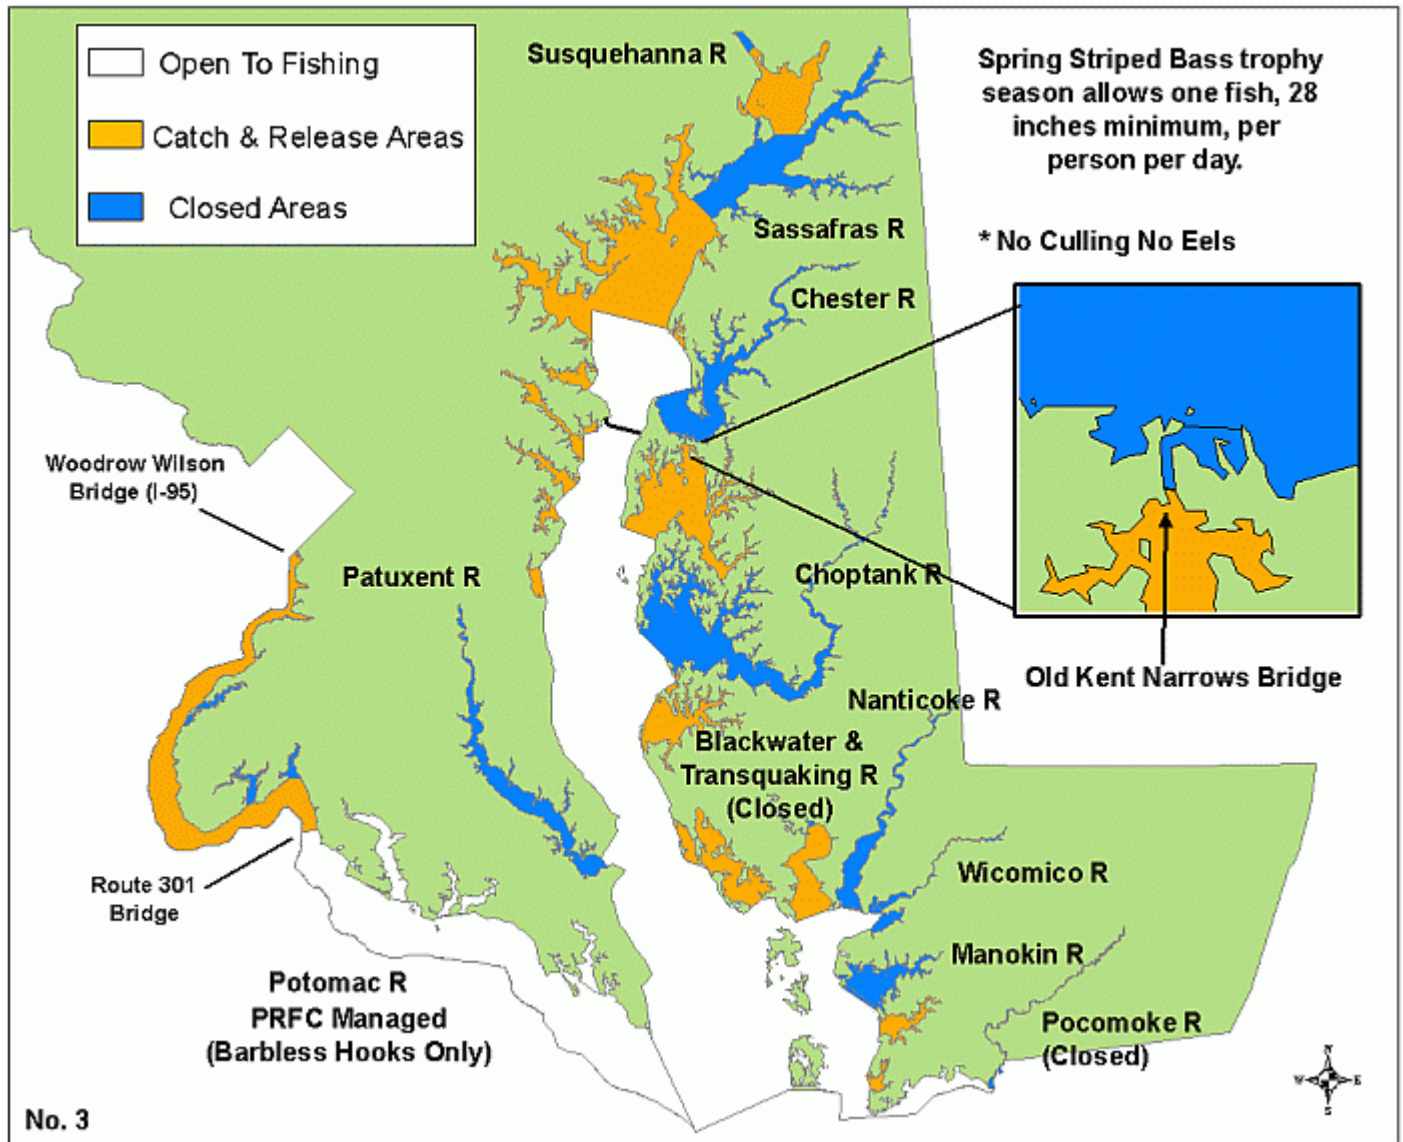 Open To Fishing
Catch & Release Areas
Closed Areas
Susquehanna R
Spring Striped Bass trophy
season allows one fish, 28
inches minimum, per
person per day.
* No Culling No Eels
Sassafras R
Chester R
Woodrow Wilson
Bridge (I-95)
Patuxent R
Choptank R
Old Kent Narrows Bridge
Nanticoke R
Blackwater &
Transquaking R
(Closed)
Route 301
Bridge
Wicomico R
Manokin R
Potomac R
PRFC Managed
(Barbless Hooks Only)
Pocomoke R
(Closed)
N
W
E
S
No. 3